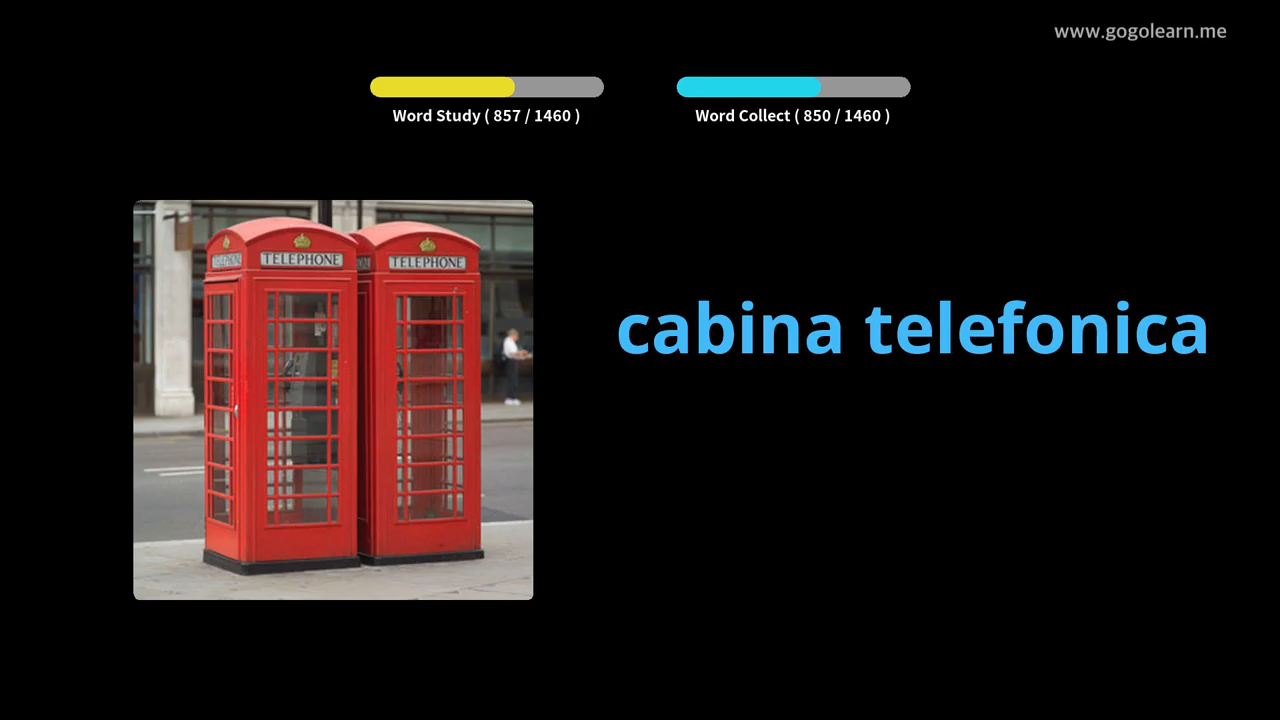 www.gogolearn.me
Word Study ( 857 / 1460 )
Word Collect ( 850 / 1460 )
TELEPHONE
TELEPHONE
cabina telefonica